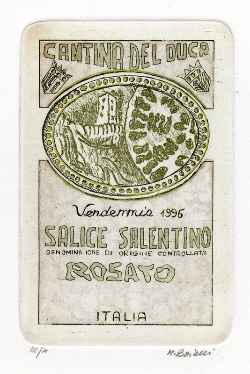 CANTINA DEL DUCA
Vendemmia 1996
SALICE SALENTINO
DENOMINAZIONE DI ORIGINE CONTROLLATA
ROSATO
ITALIA